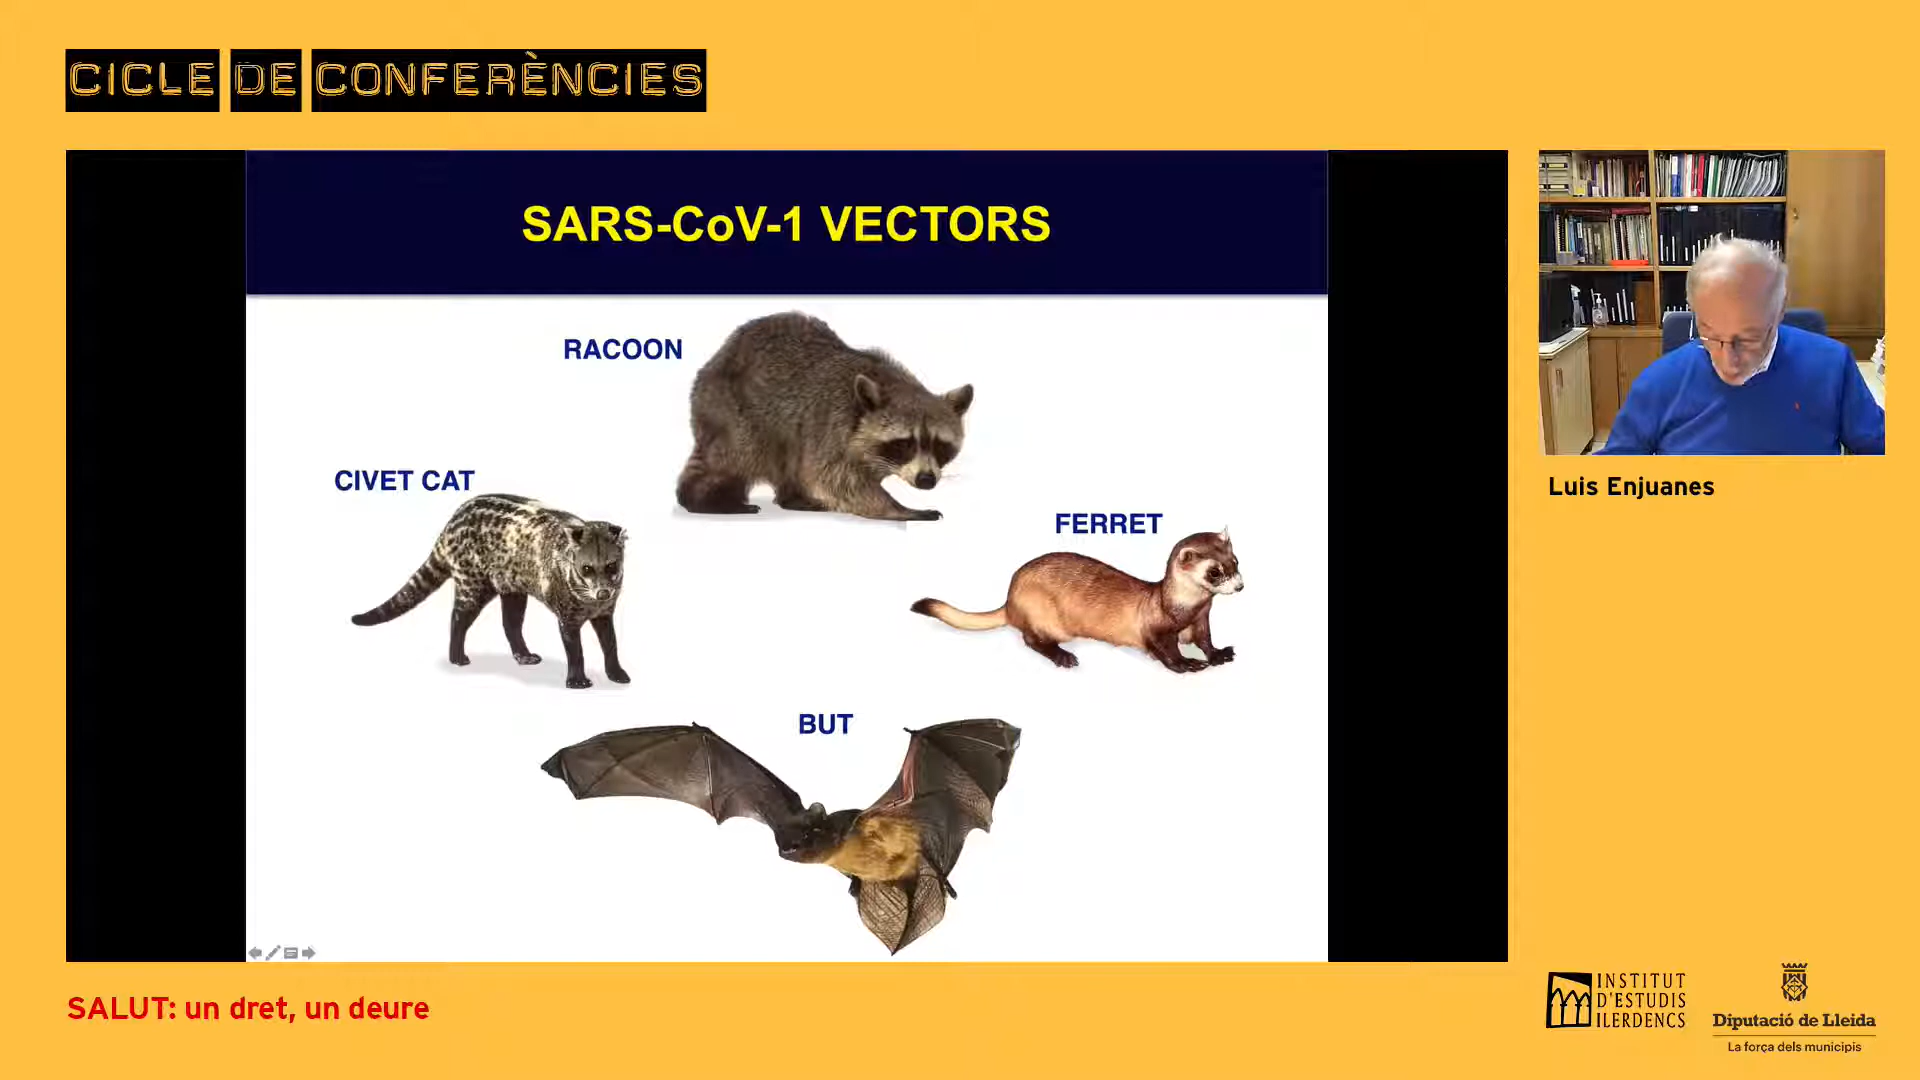 CICLE DE CONFERÈNCIES
SARS-CoV-1 VECTORS
RACOON
CIVET CAT
FERRET
BUT
Luis Enjuanes
SALUT: un dret, un deure
INSTITUT
D'ESTUDIS
ILERDENCS
Diputació de Lleida
La força dels municipis